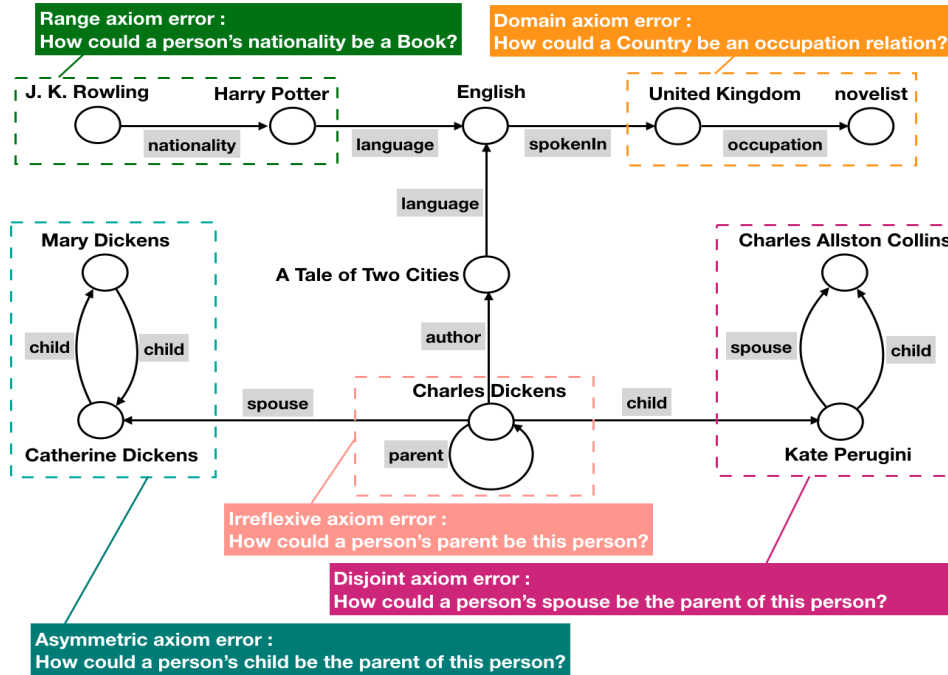 Range axiom error :
How could a person's nationality be a Book?
Domain axiom error :
How could a Country be an occupation relation?
J. K. Rowling
Harry Potter
English
United Kingdom
novelist
nationality
language
spokenIn
occupation
language
Mary Dickens
Charles Allston Collins
A Tale of Two Cities
child
child
author
spouse
child
Charles Dickens
spouse
child
parent
Catherine Dickens
Kate Perugini
Irreflexive axiom error :
How could a person's parent be this person?
Disjoint axiom error :
How could a person's spouse be the parent of this person?
Asymmetric axiom error :
How could a person's child be the parent of this person?